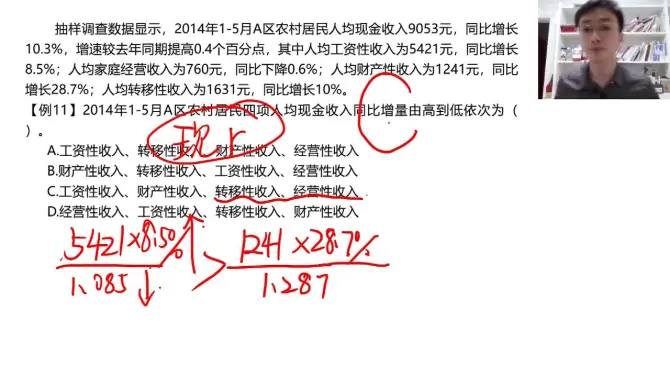 抽样调查数据显示，2014年1-5月A区农村居民人均现金收入9053元，同比增长
10.3%，增速较去年同期提高0.4个百分点，其中人均工资性收入为5421元，同比增长
8.5%；人均家庭经营收入为760元，同比下降0.6%；人均财产性收入为1241元，同比
增长28.7%；人均转移性收入为1631元，同比增长10%。
【例11】2014年1-5月A区农村居民四项人均现金收入同比增量由高到低依次为（
）。
现上
A.工资性收入、转移性收入、财产性收入、经营性收入
B.财产性收入、转移性收入、工资性收入、经营性收入
C.工资性收入、财产性收入、转移性收入、经营性收入
D.经营性收入、工资性收入、转移性收入、财产性收入
5421×8.50% > 1241×28.7%
1.085 1.287